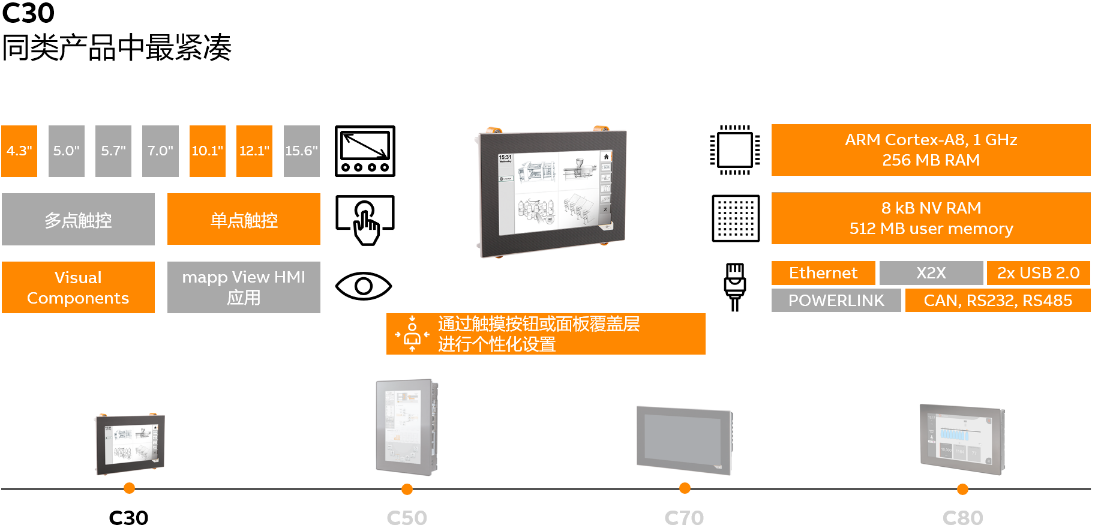 C30
同类产品中最紧凑
4.3" 5.0" 5.7" 7.0" 10.1" 12.1" 15.6"
多点触控 单点触控
Visual
Components
mapp View HMI
应用
15:31
ARM Cortex-A8, 1 GHz
256 MB RAM
8 kB NV RAM
512 MB user memory
Ethernet X2X 2x USB 2.0
POWERLINK CAN, RS232, RS485
通过触摸按钮或面板覆盖层
进行个性化设置
C30 C50 C70 C80